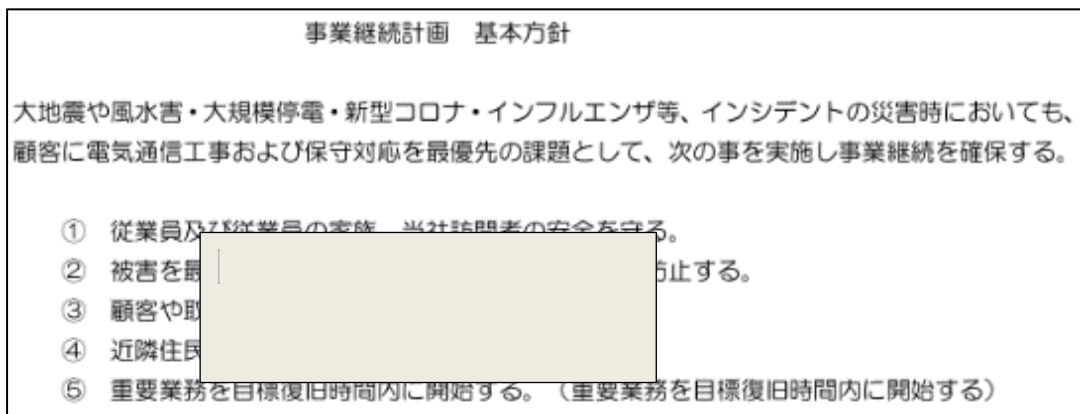 事業継続計画　基本方針
大地震や風水害・大規模停電・新型コロナ・インフルエンザ等、インシデントの災害時においても、
顧客に電気通信工事および保守対応を最優先の課題として、次の事を実施し事業継続を確保する。
① 従業員及び従業員の家族、当社訪問者の安全を守る。
② 被害を最 防止する。
③ 顧客や取
④ 近隣住民
⑤ 重要業務を目標復旧時間内に開始する。（重要業務を目標復旧時間内に開始する）